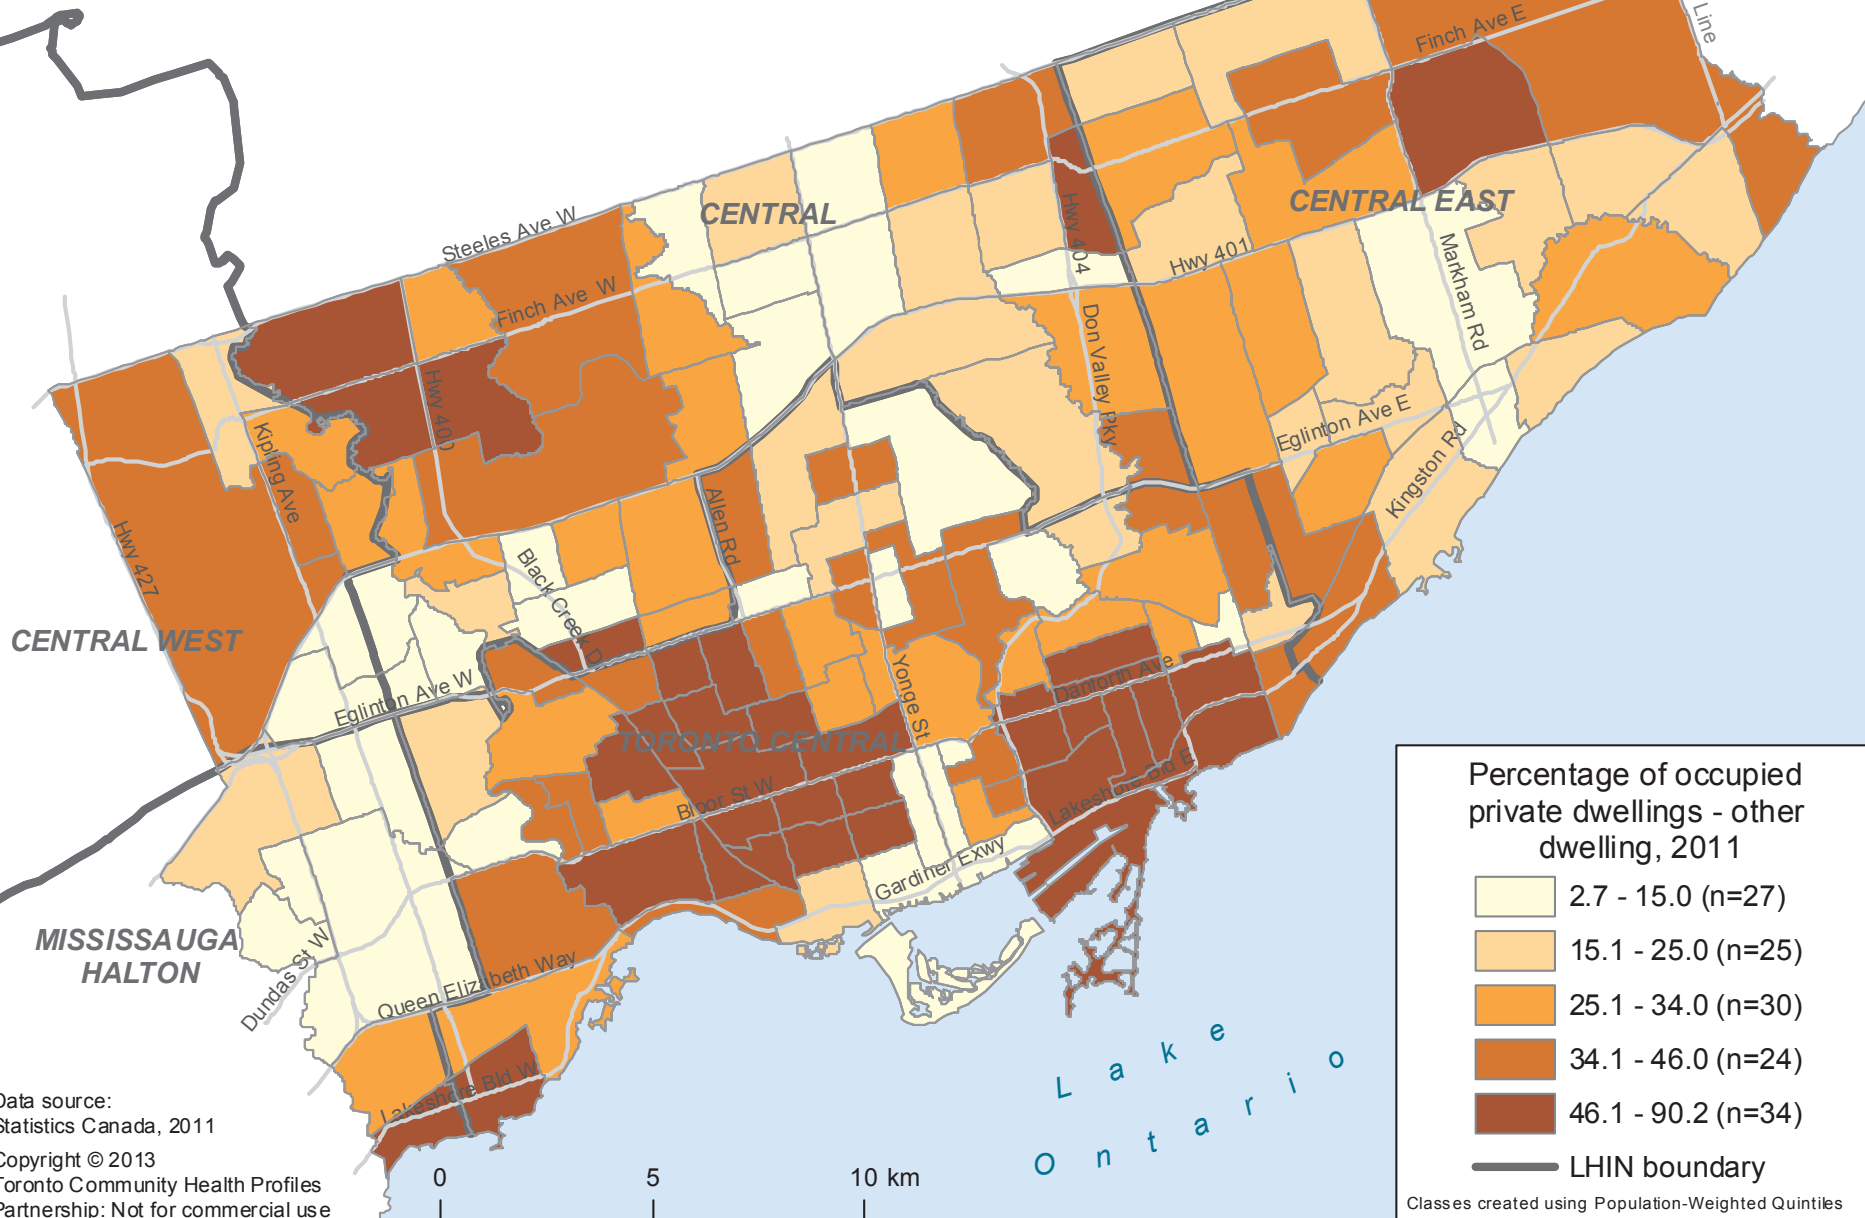 Finch Ave E
Line
CENTRAL
CENTRAL EAST
Steeles Ave W
Finch Ave W
Hwy 404
Hwy 401
Markham Rd
Don Valley Pky
Hwy 400
Kipling Ave
Eglinton Ave E
Kingston Rd
Allen Rd
Hwy 427
Black Creek D
CENTRAL WEST
Eglinton Ave W
Yonge St
Danforth Ave
TORONTO CENTRAL
Bloor St W
Lakeshore Bld E
Gardiner Exwy
MISSISSAUGA
HALTON
Dundas St W
Queen Elizabeth Way
Lakeshore Bld W
Lake
Ontario
Percentage of occupied
private dwellings - other
dwelling, 2011
2.7 - 15.0 (n=27)
15.1 - 25.0 (n=25)
25.1 - 34.0 (n=30)
34.1 - 46.0 (n=24)
46.1 - 90.2 (n=34)
LHIN boundary
Classes created using Population-Weighted Quintiles
Data source:
Statistics Canada, 2011
Copyright © 2013
Toronto Community Health Profiles
Partnership: Not for commercial use
0 5 10 km